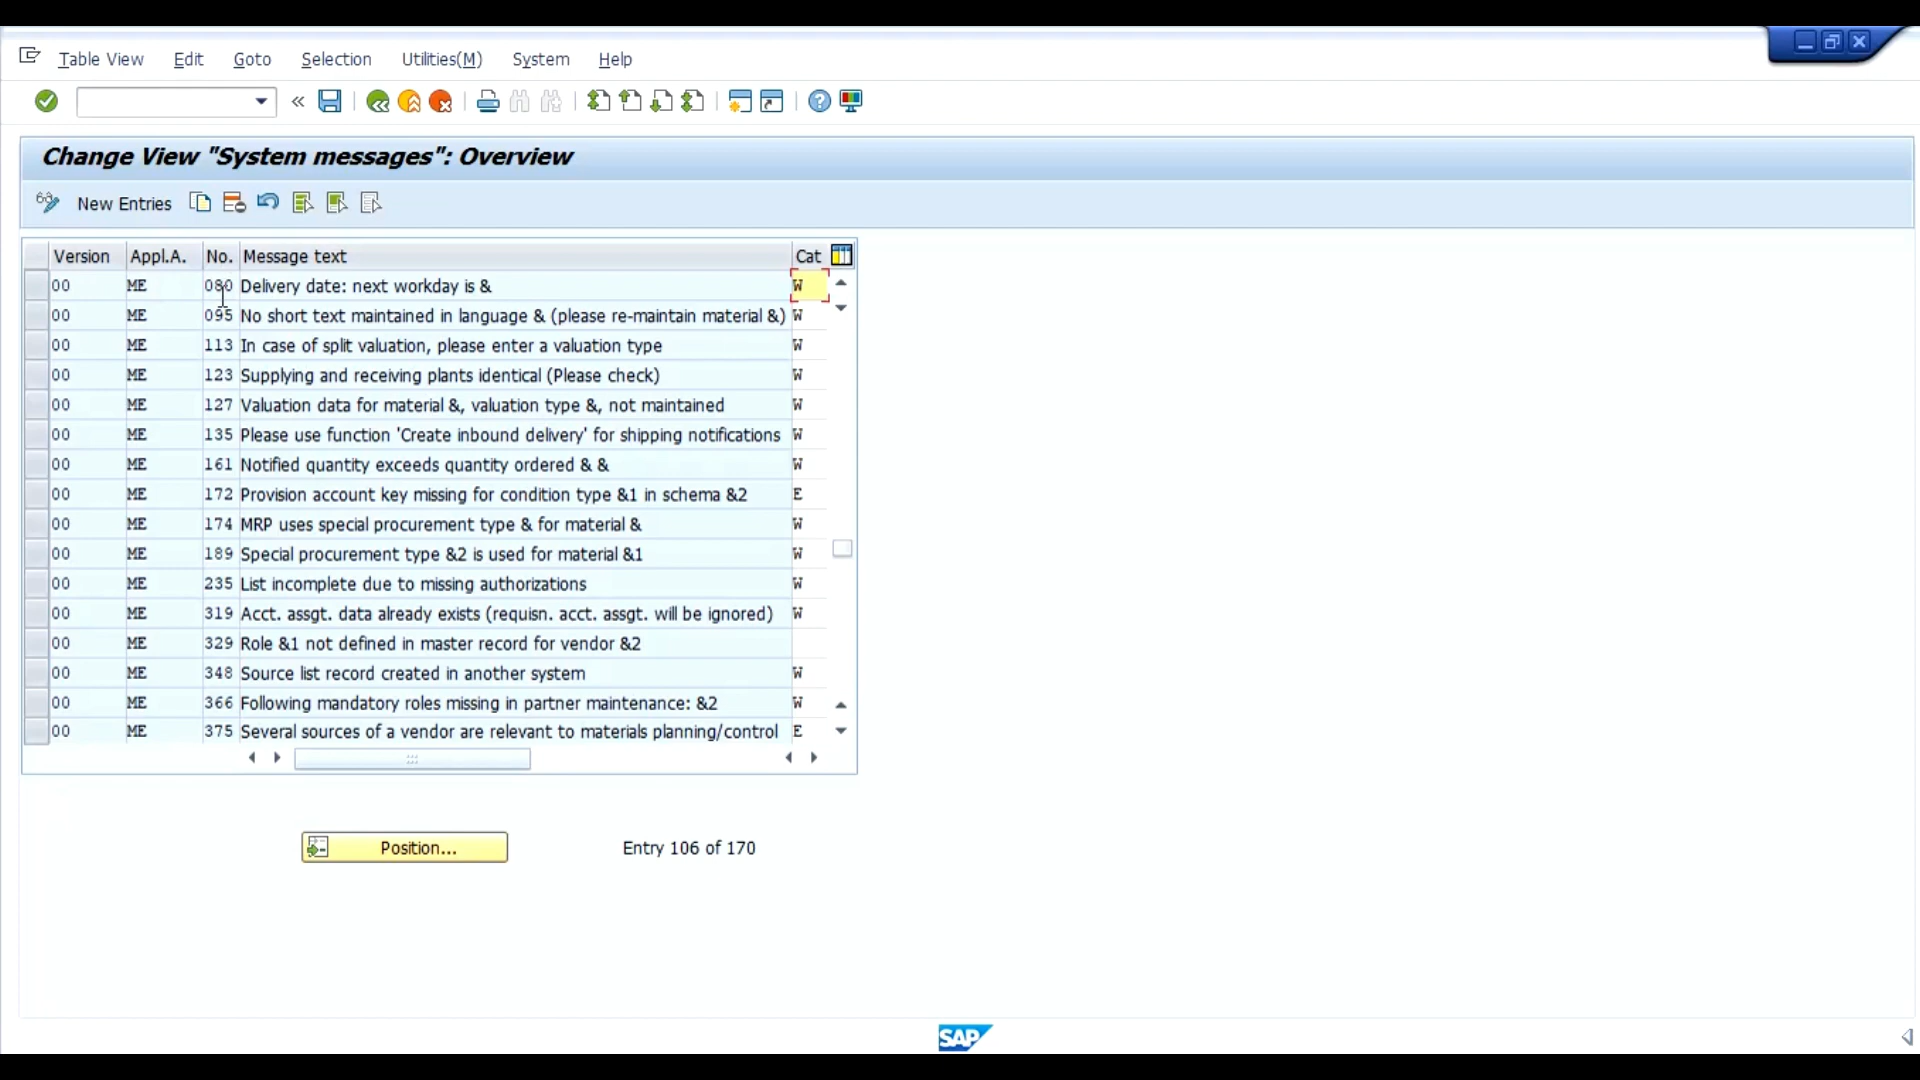 Table View Edit Goto Selection Utilities(M) System Help
Change View "System messages": Overview
New Entries
Version Appl.A. No. Message text Cat
00 ME 080 Delivery date: next workday is & W
00 ME 095 No short text maintained in language & (please re-maintain material &) W
00 ME 113 In case of split valuation, please enter a valuation type W
00 ME 123 Supplying and receiving plants identical (Please check) W
00 ME 127 Valuation data for material &, valuation type &, not maintained W
00 ME 135 Please use function 'Create inbound delivery' for shipping notifications W
00 ME 161 Notified quantity exceeds quantity ordered & & W
00 ME 172 Provision account key missing for condition type &1 in schema &2 E
00 ME 174 MRP uses special procurement type & for material & W
00 ME 189 Special procurement type &2 is used for material &1 W
00 ME 235 List incomplete due to missing authorizations W
00 ME 319 Acct. assgt. data already exists (requisn. acct. assgt. will be ignored) W
00 ME 329 Role &1 not defined in master record for vendor &2
00 ME 348 Source list record created in another system W
00 ME 366 Following mandatory roles missing in partner maintenance: &2 W
00 ME 375 Several sources of a vendor are relevant to materials planning/control E
Position... Entry 106 of 170
SAP